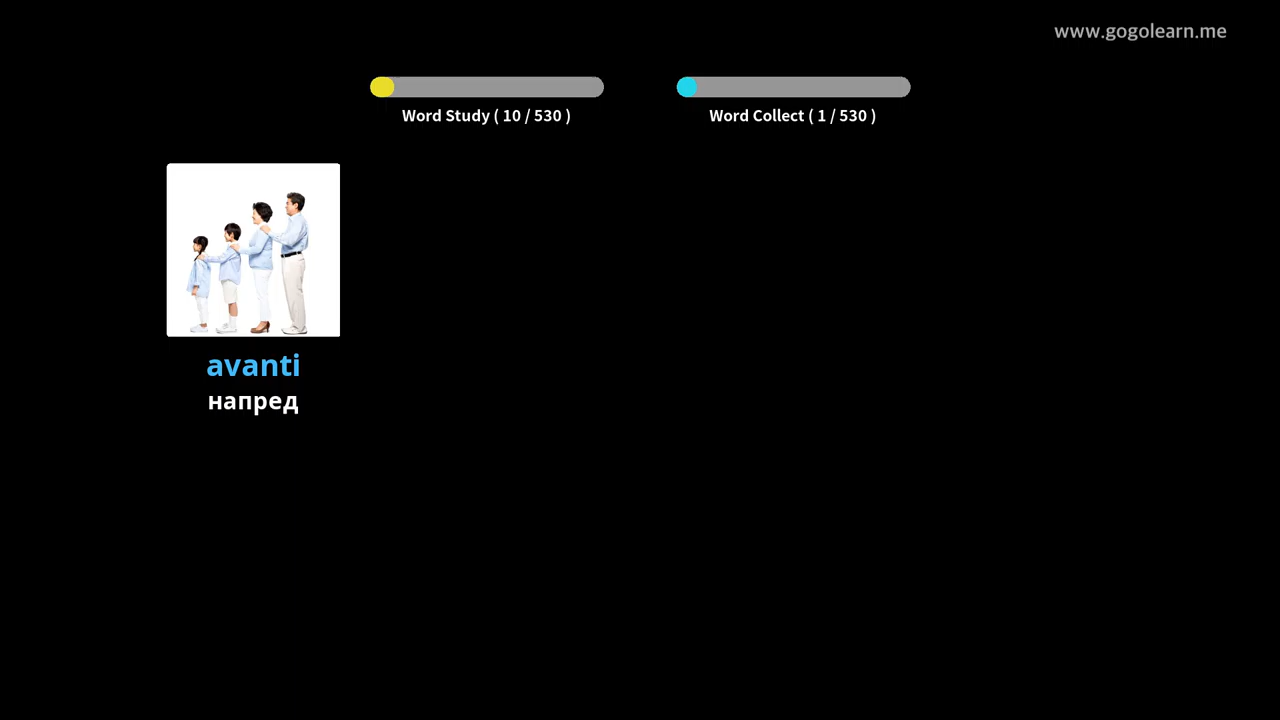 www.gogolearn.me
Word Study ( 10 / 530 )
Word Collect ( 1 / 530 )
avanti
напред